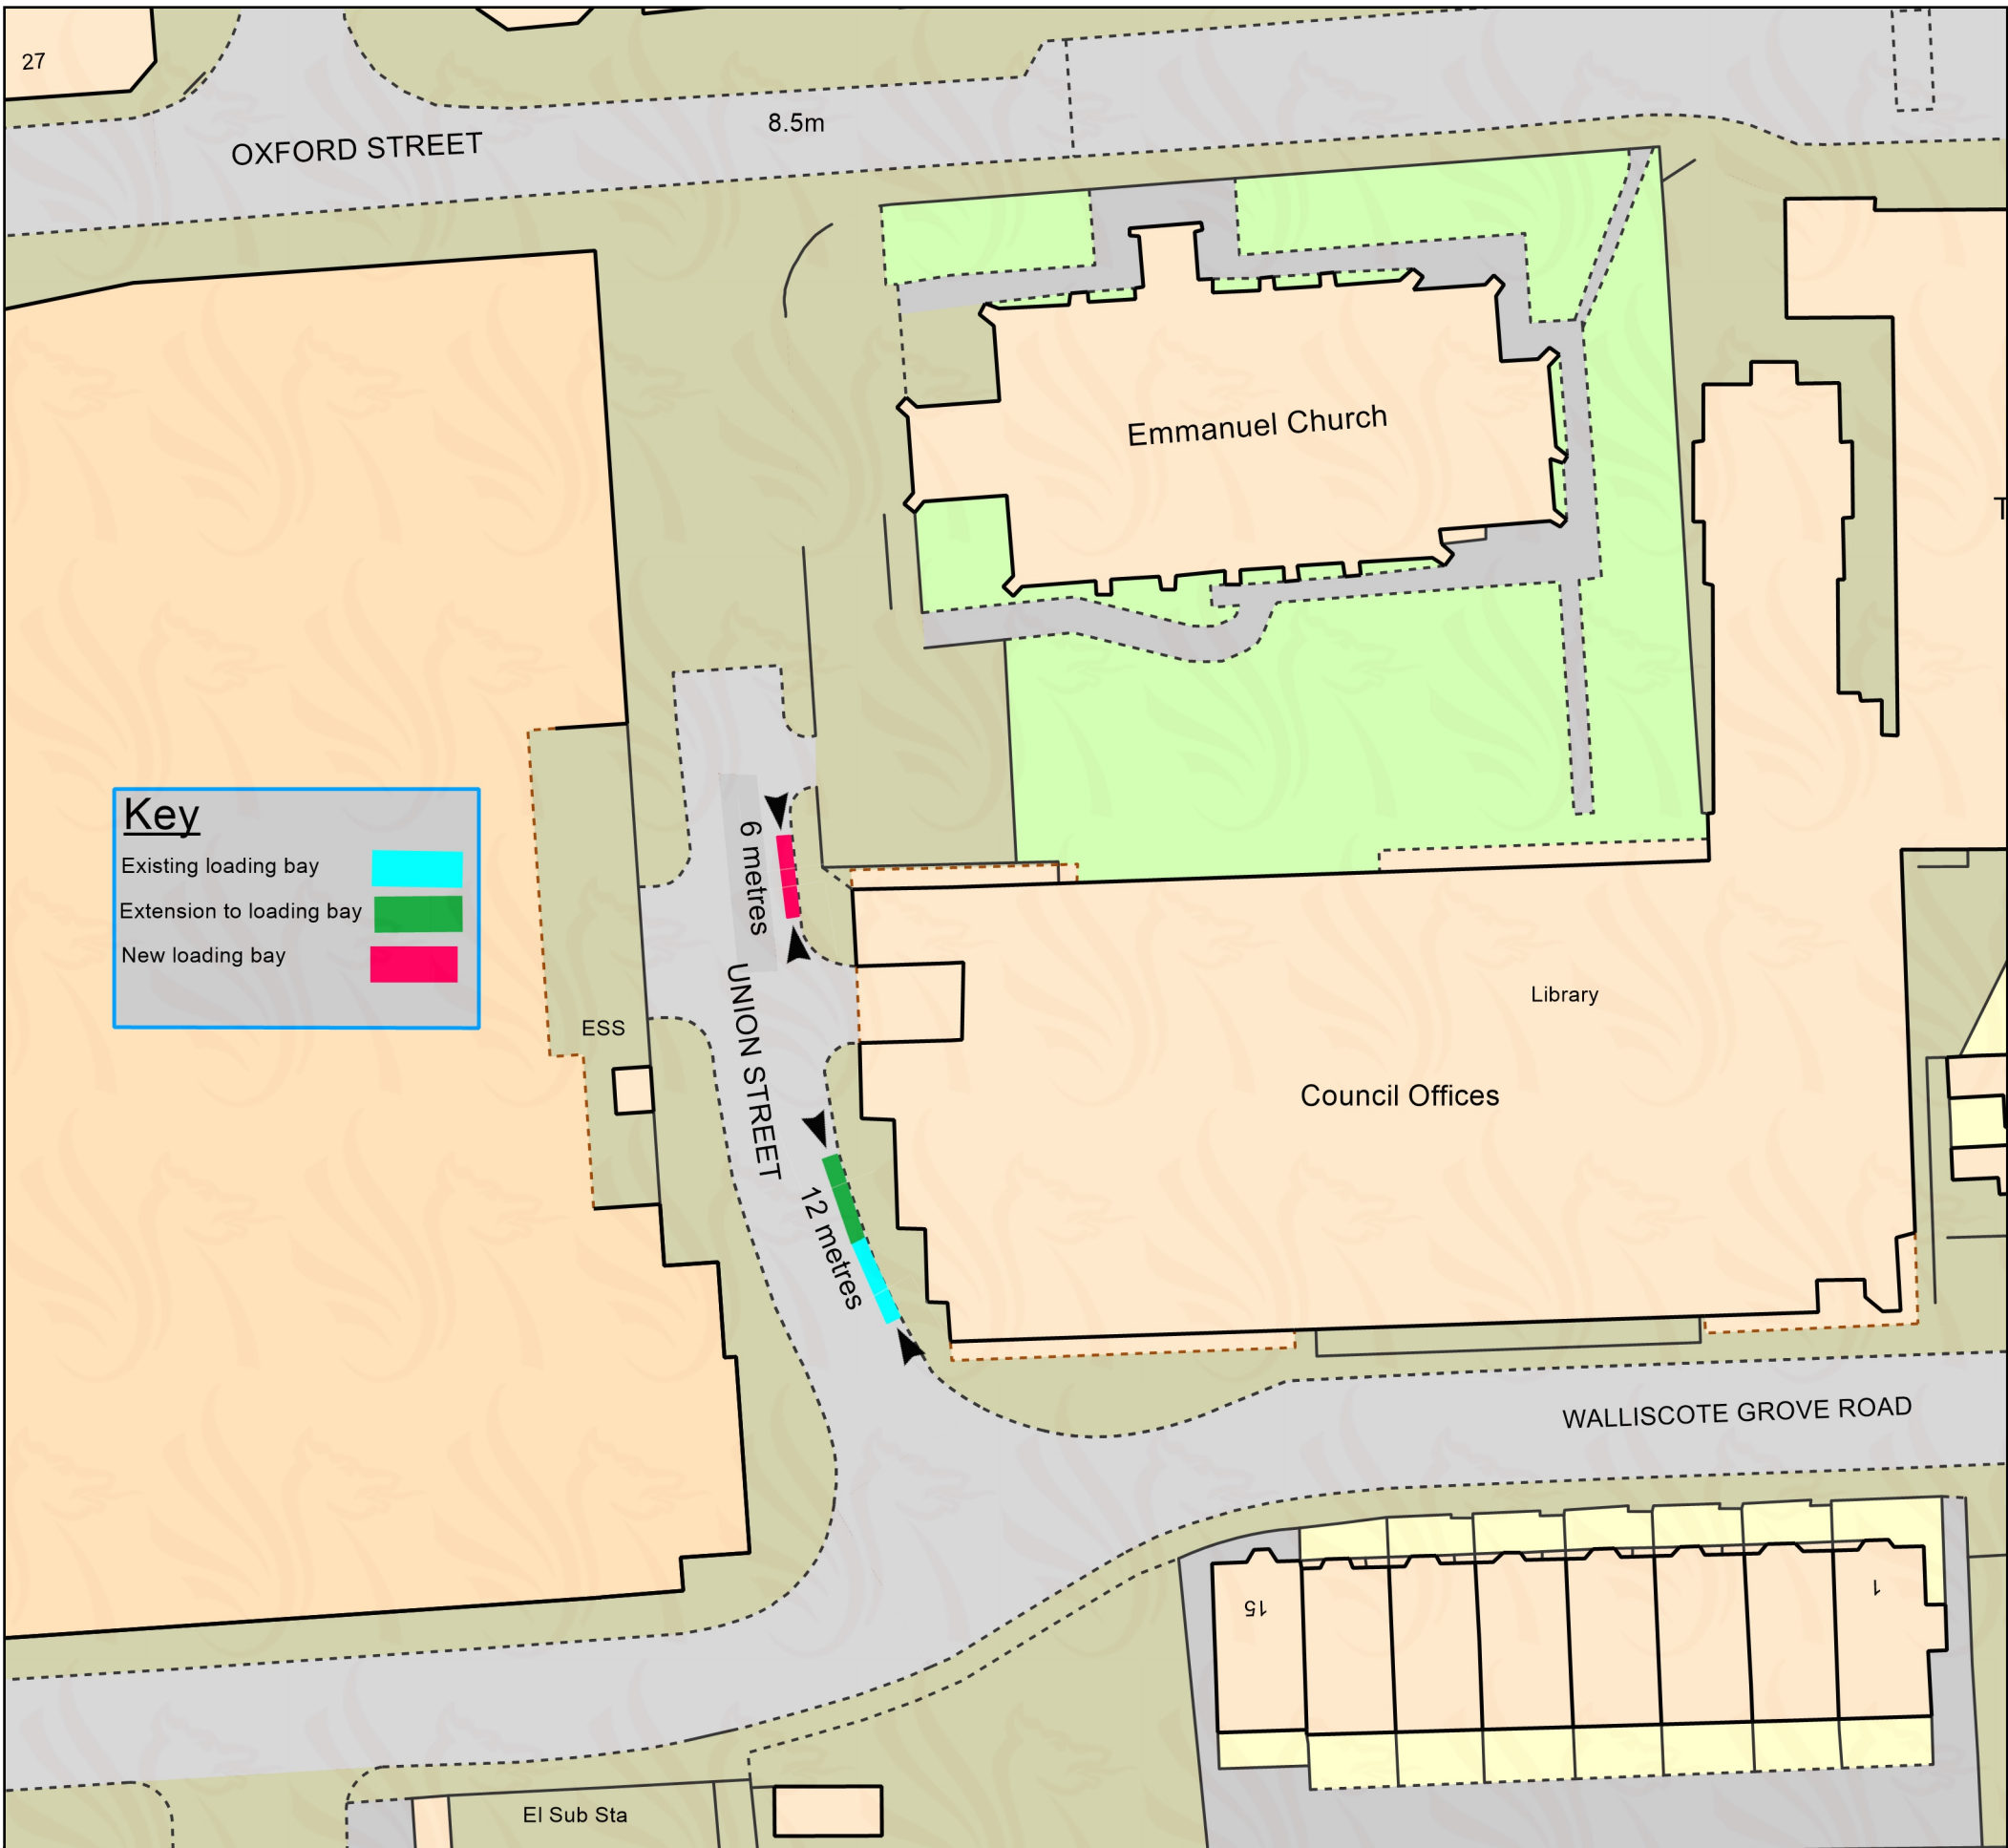 27
OXFORD STREET
8.5m
Emmanuel Church
T
Key
Existing loading bay
Extension to loading bay
New loading bay
6 metres
UNION STREET
ESS
Library
Council Offices
12 metres
WALLISCOTE GROVE ROAD
15
1
El Sub Sta